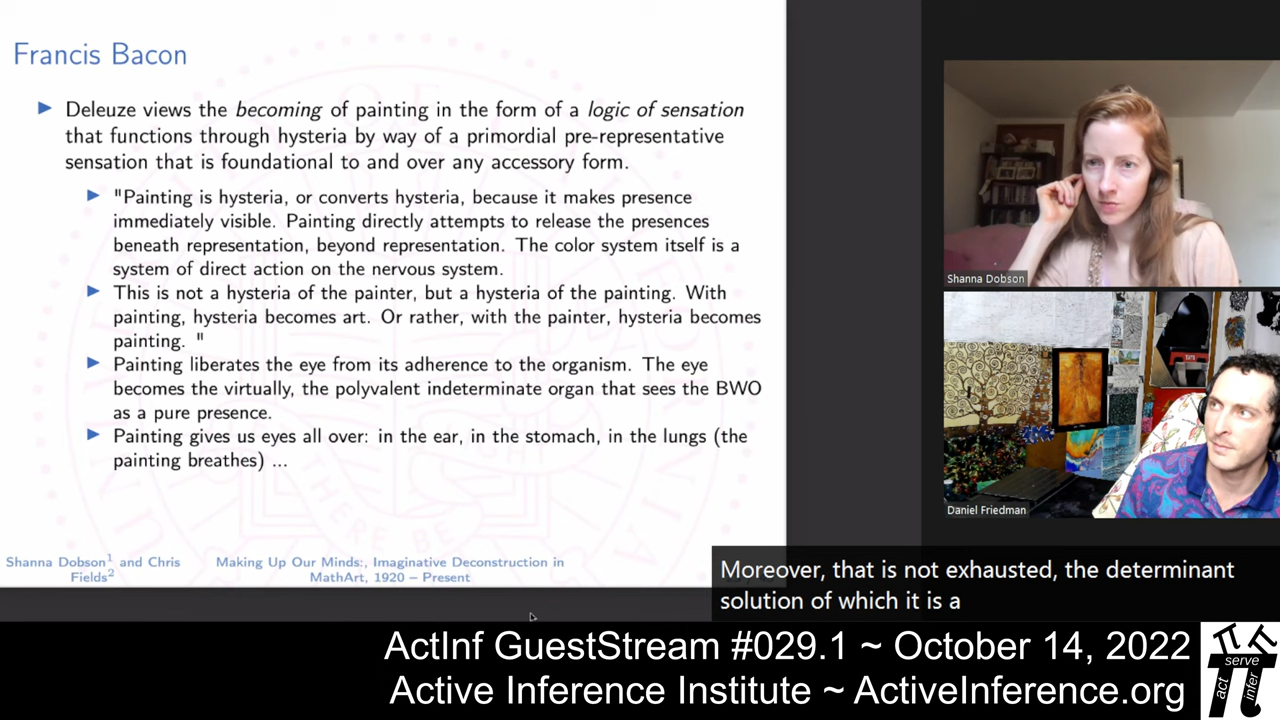 Francis Bacon
Deleuze views the becoming of painting in the form of a logic of sensation
that functions through hysteria by way of a primordial pre-representative
sensation that is foundational to and over any accessory form.
"Painting is hysteria, or converts hysteria, because it makes presence
immediately visible. Painting directly attempts to release the presences
beneath representation, beyond representation. The color system itself is a
system of direct action on the nervous system.
This is not a hysteria of the painter, but a hysteria of the painting. With
painting, hysteria becomes art. Or rather, with the painter, hysteria becomes
painting. "
Painting liberates the eye from its adherence to the organism. The eye
becomes the virtually, the polyvalent indeterminate organ that sees the BWO
as a pure presence.
Painting gives us eyes all over: in the ear, in the stomach, in the lungs (the
painting breathes) ...
Shanna Dobson1 and Chris
Fields2
Making Up Our Minds:, Imaginative Deconstruction in
MathArt, 1920 – Present
Shanna Dobson
Daniel Friedman
Moreover, that is not exhausted, the determinant
solution of which it is a
ActInf GuestStream #029.1 ~ October 14, 2022
Active Inference Institute ~ ActiveInference.org
serve
act
infer